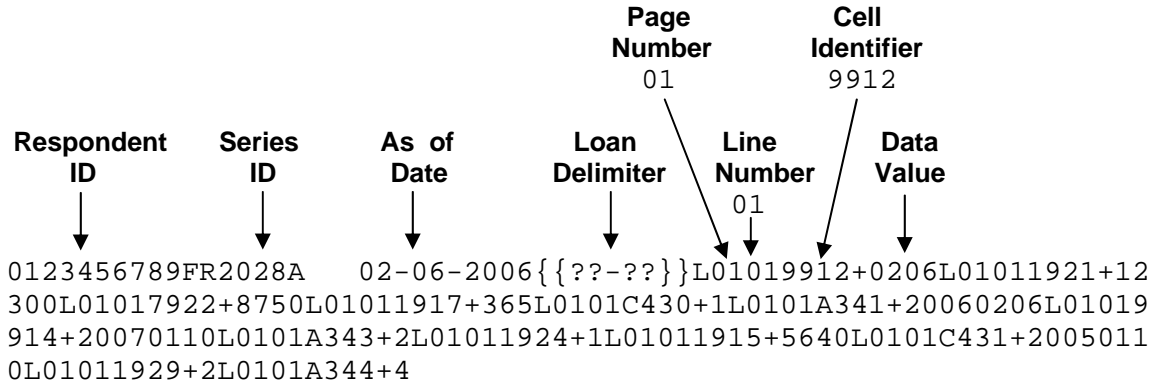 Page Number
Cell Identifier
01
9912
Respondent ID
Series ID
As of Date
Loan Delimiter
Line Number
Data Value
01
0123456789FR2028A   02-06-2006{{??-??}}L01019912+0206L01011921+12
300L01017922+8750L01011917+365L0101C430+1L0101A341+20060206L01019
914+20070110L0101A343+2L01011924+1L01011915+5640L0101C431+2005011
0L01011929+2L0101A344+4